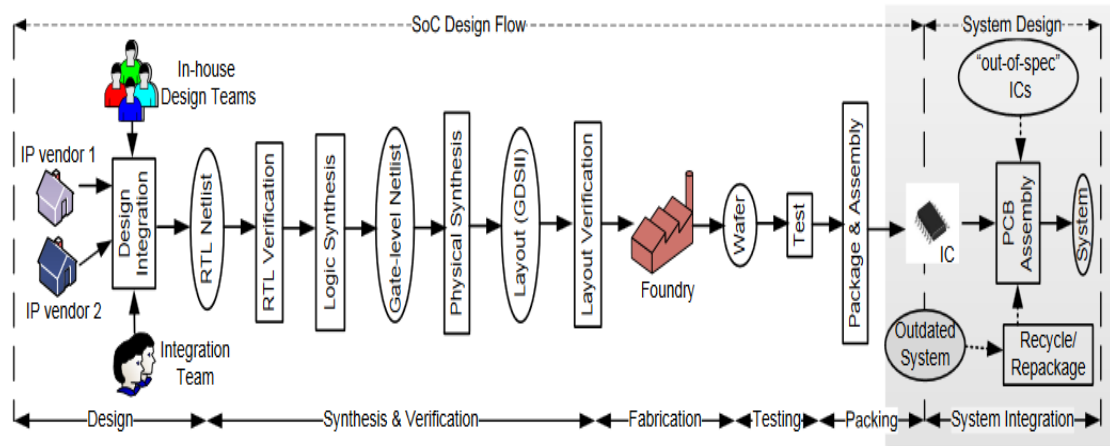 SoC Design Flow
System Design
In-house
Design Teams
"out-of-spec"
ICs
IP vendor 1
IP vendor 2
Design
Integration
RTL Netlist
RTL Verification
Logic Synthesis
Gate-level Netlist
Physical Synthesis
Layout (GDSII)
Layout Verification
Foundry
Wafer
Test
Package & Assembly
IC
PCB
Assembly
System
Integration
Team
Outdated
System
Recycle/
Repackage
Design
Synthesis & Verification
Fabrication
Testing
Packing
System Integration